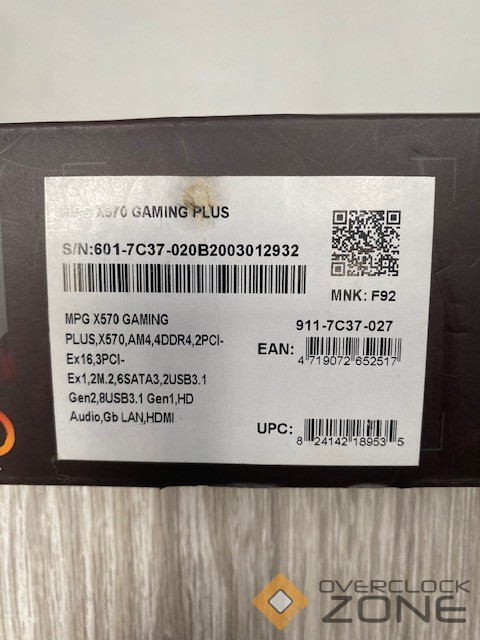 MPG X570 GAMING PLUS
S/N:601-7C37-020B2003012932
MNK: F92
MPG X570 GAMING
PLUS,X570,AM4,4DDR4,2PCI-
Ex16,3PCI-
Ex1,2M.2,6SATA3,2USB3.1
Gen2,8USB3.1 Gen1,HD
Audio,Gb LAN,HDMI
911-7C37-027
EAN:
4 719072 652517
UPC:
8 24142 18953 5
OVERCLOCK
ZONE